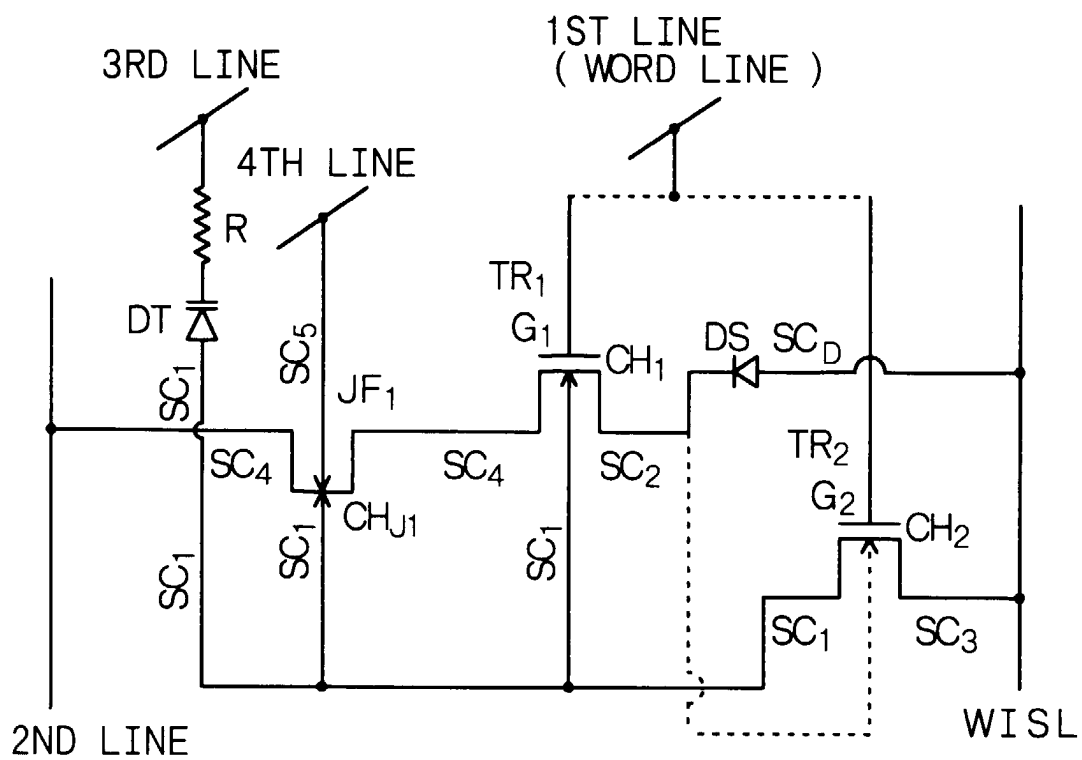 1ST LINE
( WORD LINE )
3RD LINE
4TH LINE
R
TR1
DT
SC5
G1
CH1
DS
SCD
SC1
JF1
SC4
SC4
SC2
TR2
G2
CH2
CHJ1
SC1
SC1
SC1
SC1
SC3
2ND LINE
WISL